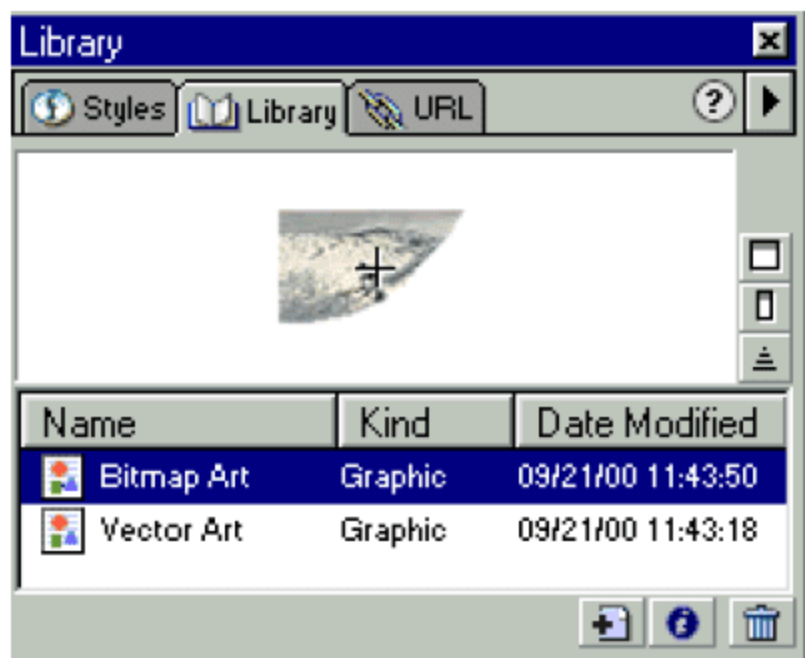 Library
Styles Library URL ?
Name Kind Date Modified
Bitmap Art Graphic 09/21/00 11:43:50
Vector Art Graphic 09/21/00 11:43:18